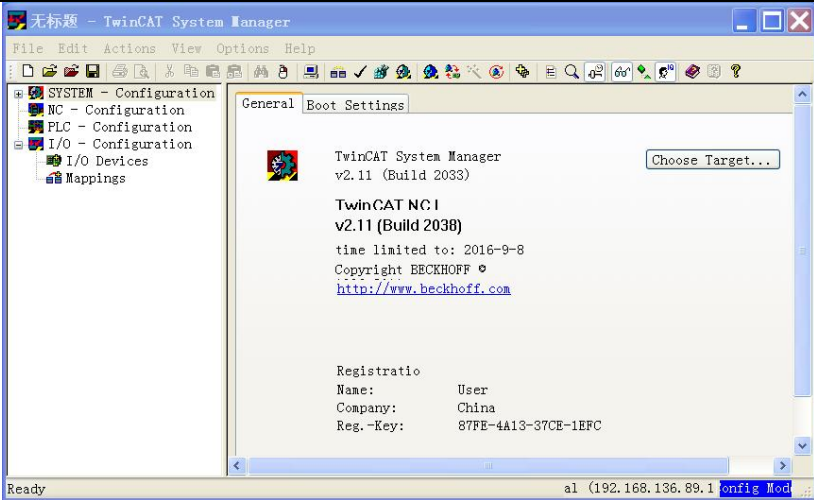 无标题 - TwinCAT System Manager
File Edit Actions View Options Help
SYSTEM - Configuration
NC - Configuration
PLC - Configuration
I/O - Configuration
I/O Devices
Mappings
General Boot Settings
TwinCAT System Manager
v2.11 (Build 2033)
Choose Target...
TwinCAT NC I
v2.11 (Build 2038)
time limited to: 2016-9-8
Copyright BECKHOFF ©
http://www.beckhoff.com
Registratio
Name: User
Company: China
Reg.-Key: 87FE-4A13-37CE-1EFC
Ready al (192.168.136.89.1 onfig Mod